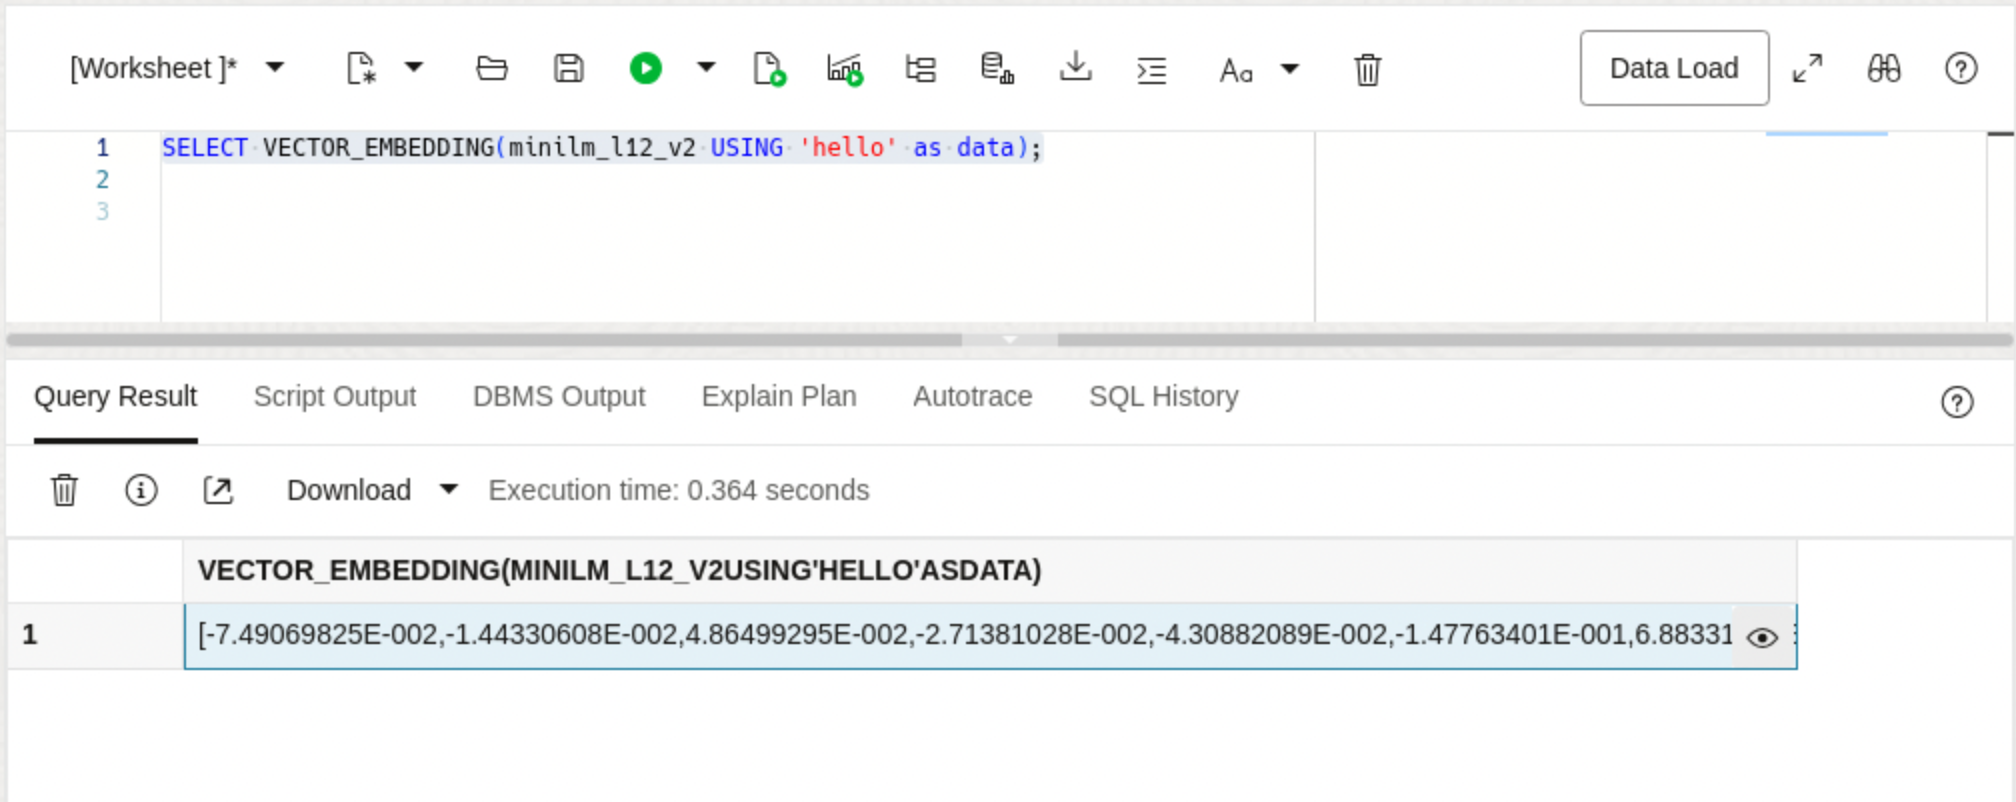 [Worksheet ]* Aa Data Load
1 SELECT VECTOR_EMBEDDING(minilm_l12_v2 USING 'hello' as data);
2
3
Query Result Script Output DBMS Output Explain Plan Autotrace SQL History
Download Execution time: 0.364 seconds
VECTOR_EMBEDDING(MINILM_L12_V2USING'HELLO'ASDATA)
1 [-7.49069825E-002,-1.44330608E-002,4.86499295E-002,-2.71381028E-002,-4.30882089E-002,-1.47763401E-001,6.88331